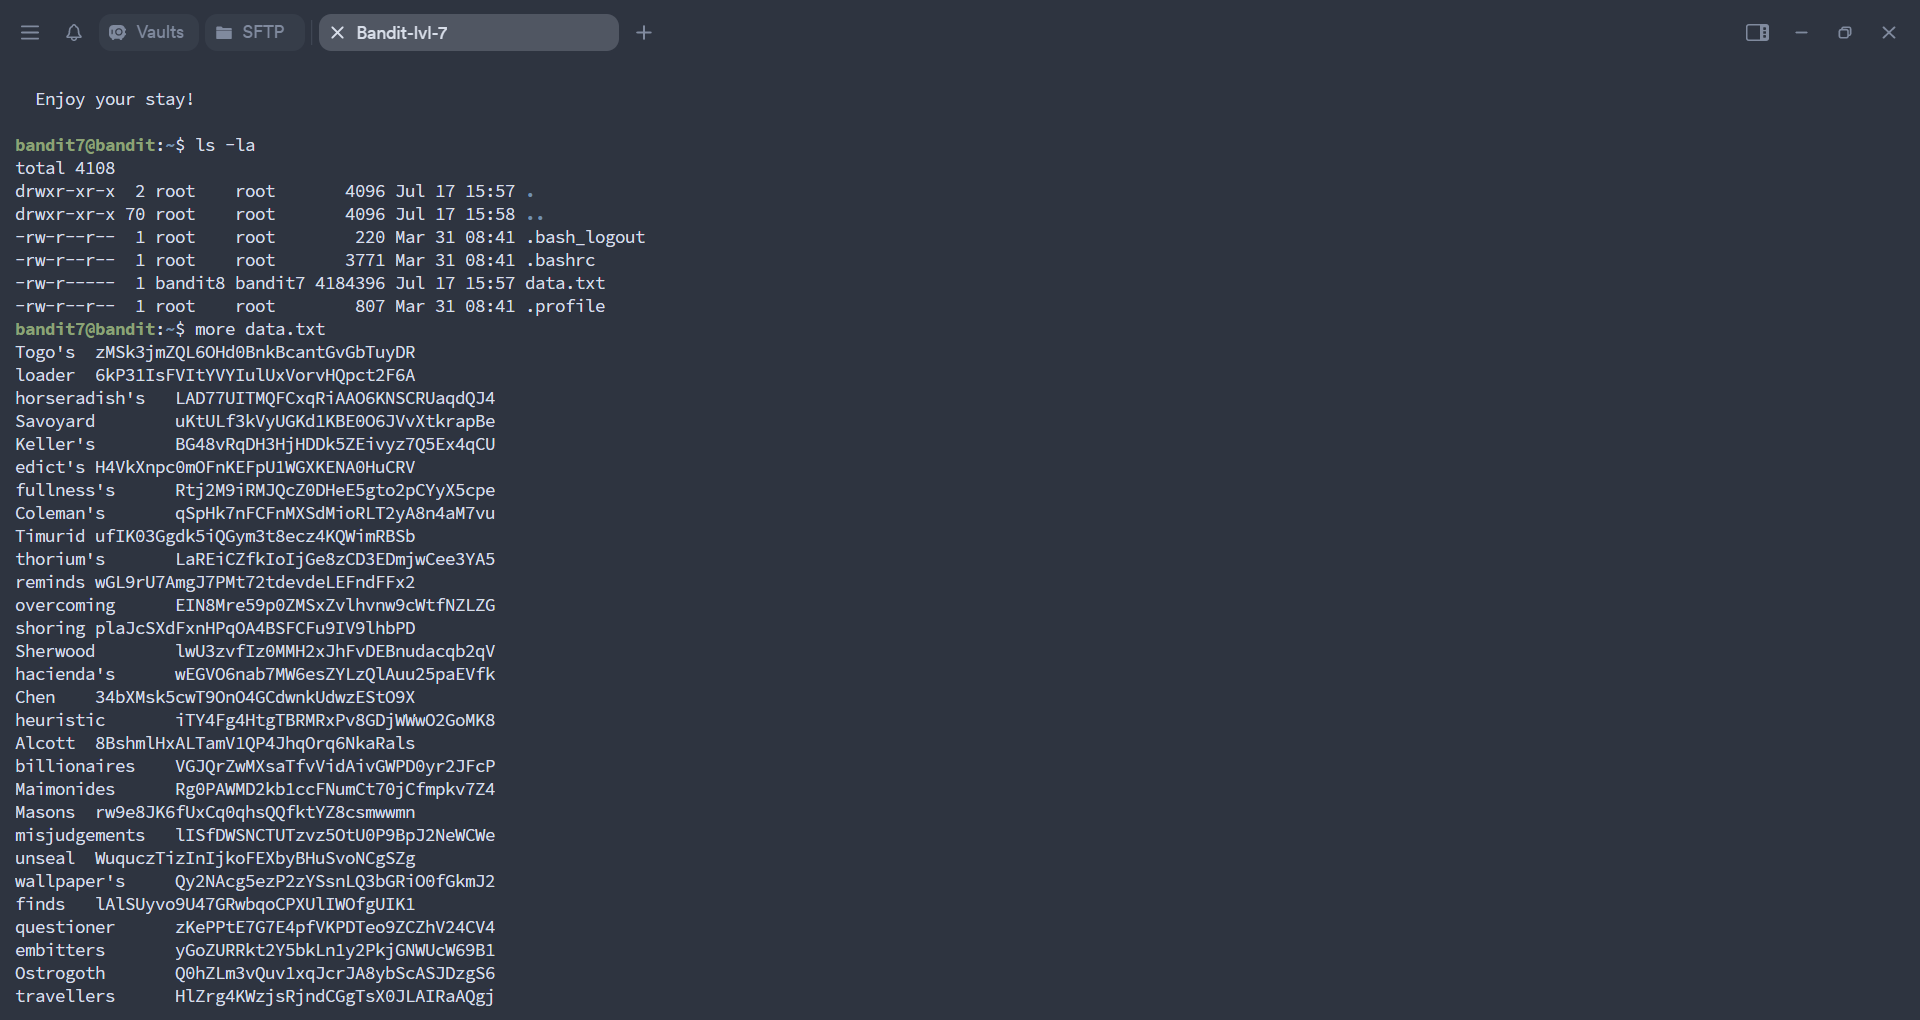 Vaults SFTP Bandit-lvl-7
Enjoy your stay!
bandit7@bandit:~$ ls -la
total 4108
drwxr-xr-x  2 root    root       4096 Jul 17 15:57 .
drwxr-xr-x 70 root    root       4096 Jul 17 15:58 ..
-rw-r--r--  1 root    root        220 Mar 31 08:41 .bash_logout
-rw-r--r--  1 root    root       3771 Mar 31 08:41 .bashrc
-rw-r-----  1 bandit8 bandit7 4184396 Jul 17 15:57 data.txt
-rw-r--r--  1 root    root        807 Mar 31 08:41 .profile
bandit7@bandit:~$ more data.txt
Togo's  zMSk3jmZQL6OHd0BnkBcantGvGbTuyDR
loader  6kP31IsFVItYVYIulUxVorvHQpct2F6A
horseradish's   LAD77UITMQFCxqRiAAO6KNSCRUaqdQJ4
Savoyard        uKtULf3kVyUGKd1KBE0O6JVvXtkrapBe
Keller's        BG48vRqDH3HjHDDk5ZEivyz7Q5Ex4qCU
edict's H4VkXnpc0mOFnKEFpU1WGXKENA0HuCRV
fullness's      Rtj2M9iRMJQcZ0DHeE5gto2pCYyX5cpe
Coleman's       qSpHk7nFCFnMXSdMioRLT2yA8n4aM7vu
Timurid ufIK03Ggdk5iQGym3t8ecz4KQWimRBSb
thorium's       LaREiCZfkIoIjGe8zCD3EDmjwCee3YA5
reminds wGL9rU7AmgJ7PMt72tdevdeLEFndFFx2
overcoming      EIN8Mre59p0ZMSxZvlhvnw9cWtfNZLZG
shoring plaJcSXdFxnHPqOA4BSFCFu9IV9lhbPD
Sherwood        lwU3zvfIz0MMH2xJhFvDEBnudacqb2qV
hacienda's      wEGVO6nab7MW6esZYLzQlAuu25paEVfk
Chen    34bXMsk5cwT9OnO4GCdwnkUdwzEStO9X
heuristic       iTY4Fg4HtgTBRMRxPv8GDjWWwO2GoMK8
Alcott  8BshmlHxALTamV1QP4JhqOrq6NkaRals
billionaires    VGJQrZwMXsaTfvVidAivGWPD0yr2JFcP
Maimonides      Rg0PAWMD2kb1ccFNumCt70jCfmpkv7Z4
Masons  rw9e8JK6fUxCq0qhsQQfktYZ8csmwwmn
misjudgements   lISfDWSNCTUTzvz5OtU0P9BpJ2NeWCWe
unseal  WuquczTizInIjkoFEXbyBHuSvoNCgSZg
wallpaper's     Qy2NAcg5ezP2zYSsnLQ3bGRiO0fGkmJ2
finds   lAlSUyvo9U47GRwbqoCPXUlIWOfgUIK1
questioner      zKePPtE7G7E4pfVKPDTeo9ZCZhV24CV4
embitters       yGoZURRkt2Y5bkLn1y2PkjGNWUcW69B1
Ostrogoth       Q0hZLm3vQuv1xqJcrJA8ybScASJDzgS6
travellers      HlZrg4KWzjsRjndCGgTsX0JLAIRaAQgj